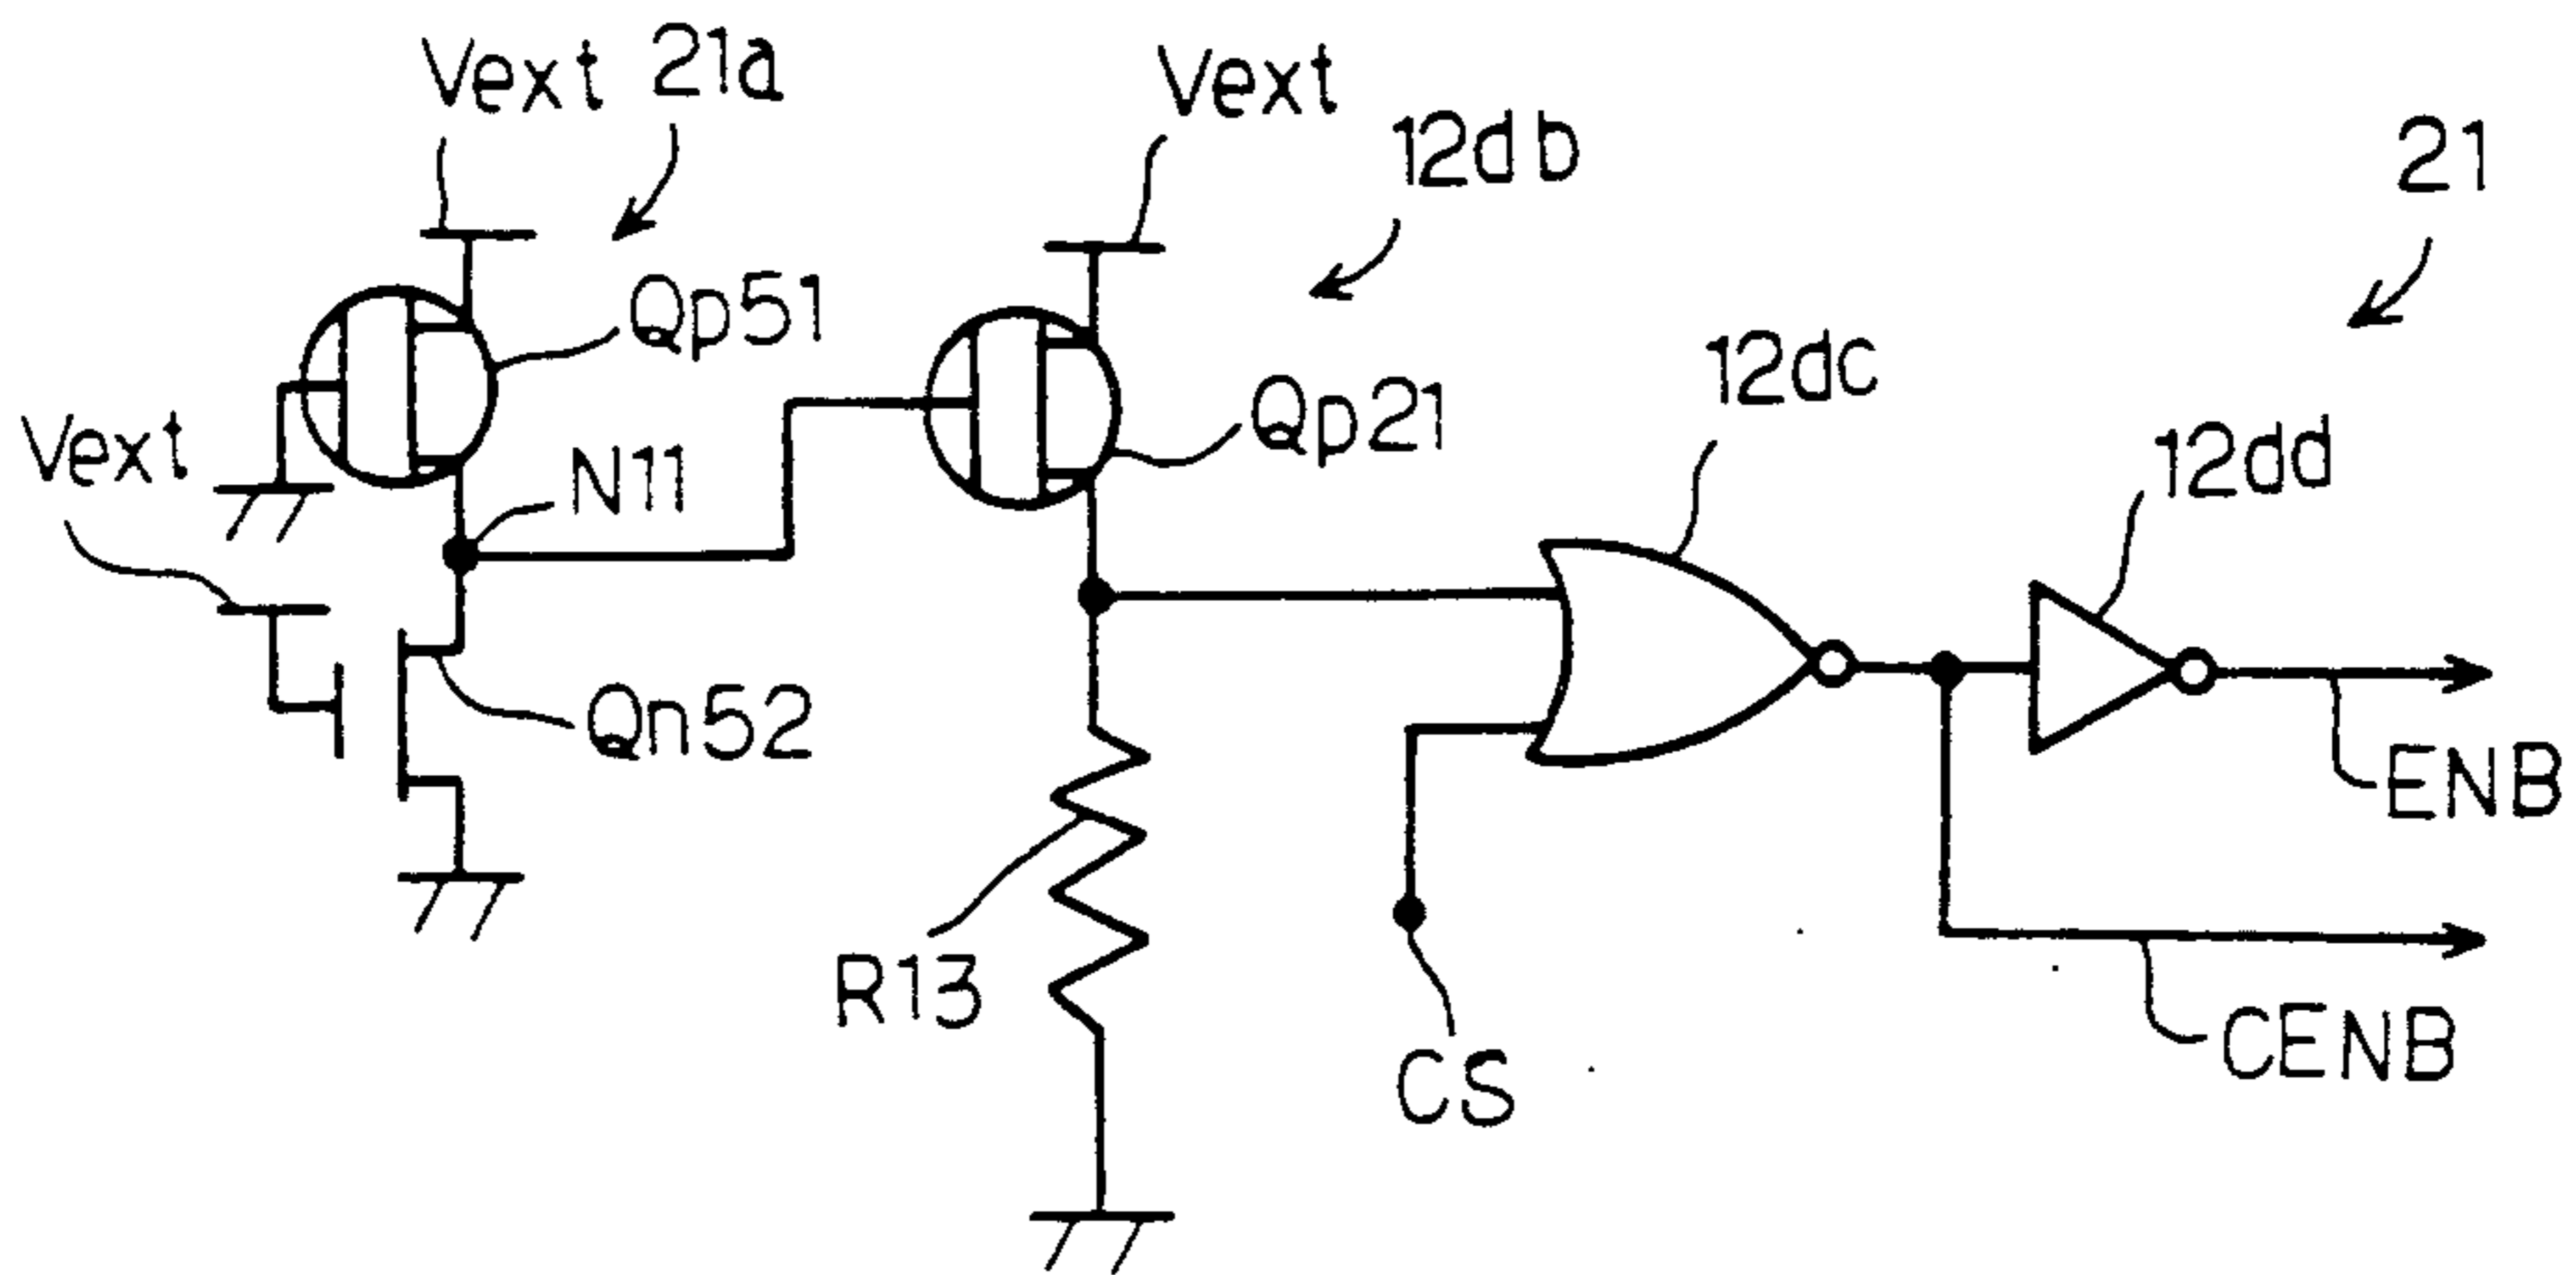 Vext
21a
Vext
12db
21
Qp51
Qp21
12dc
12dd
Vext
N11
Qn52
ENB
R13
CS
CENB